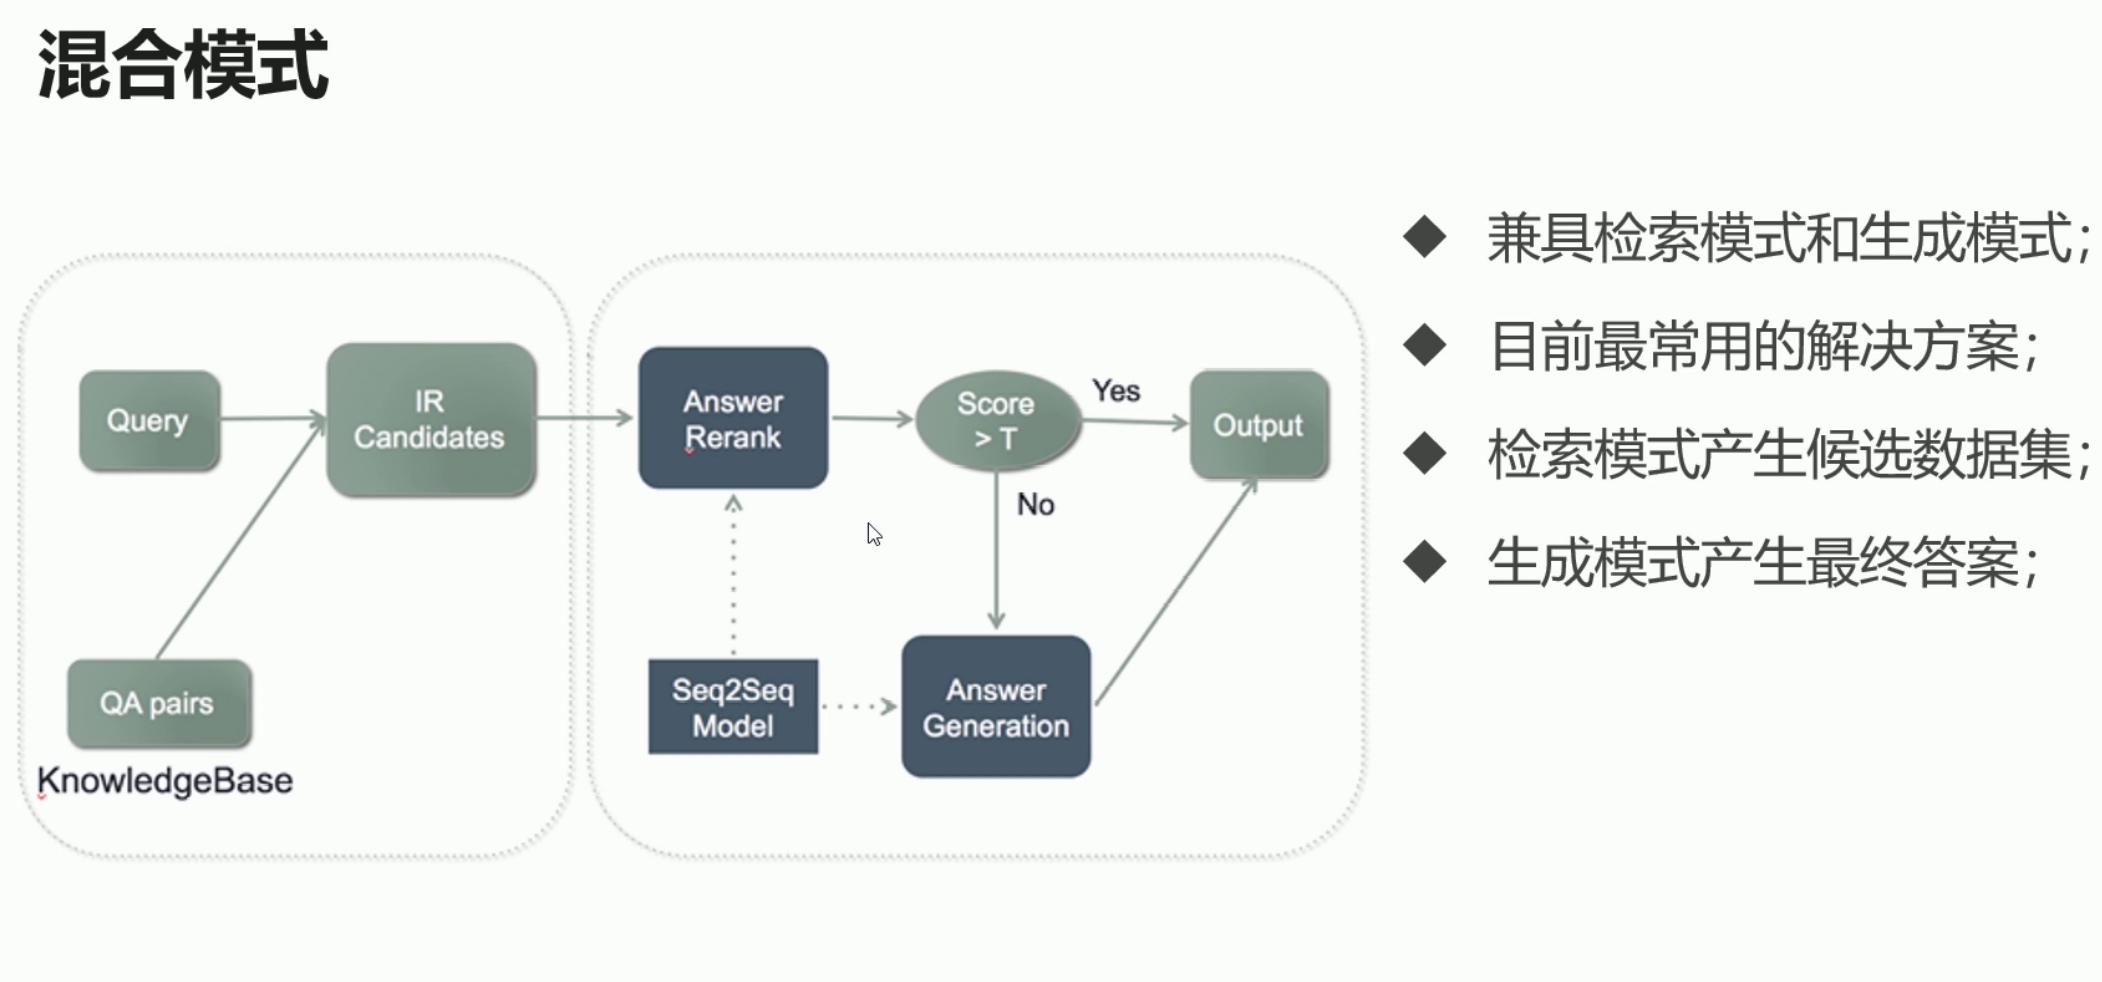 混合模式
Query
IR
Candidates
QA pairs
KnowledgeBase
Answer
Rerank
Score
> T
Yes
No
Output
Seq2Seq
Model
Answer
Generation
兼具检索模式和生成模式；
目前最常用的解决方案；
检索模式产生候选数据集；
生成模式产生最终答案；